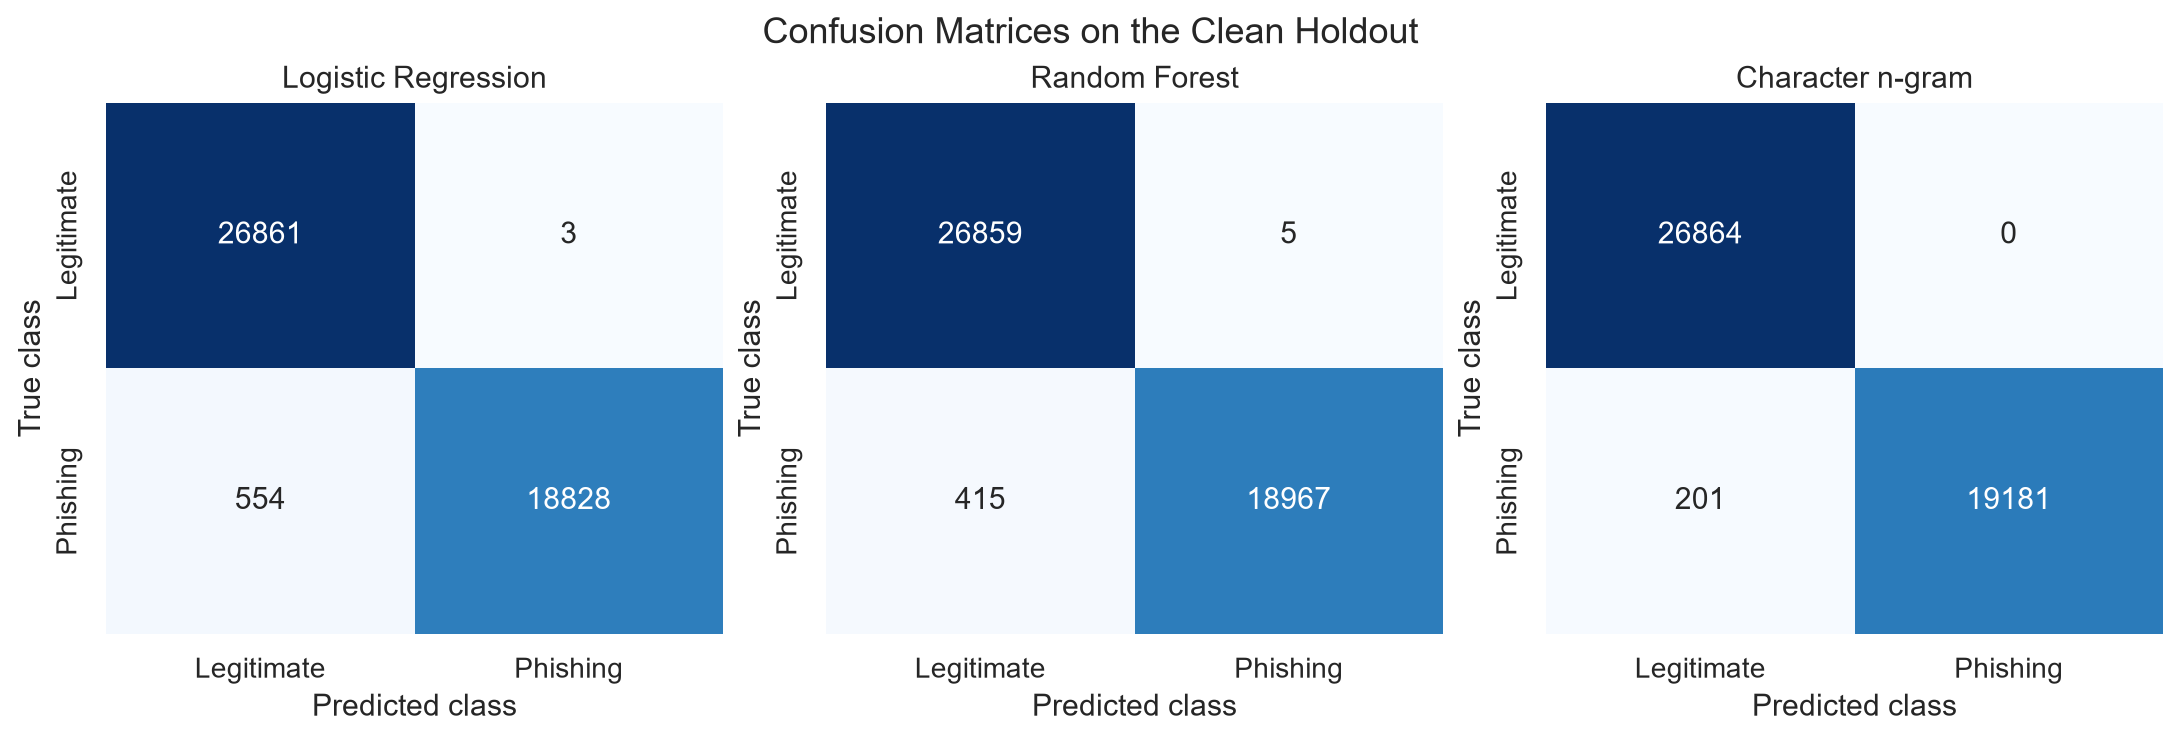 Confusion Matrices on the Clean Holdout
Logistic Regression
True class
Legitimate
Phishing
26861 3
554 18828
Legitimate Phishing
Predicted class
Random Forest
True class
Legitimate
Phishing
26859 5
415 18967
Legitimate Phishing
Predicted class
Character n-gram
True class
Legitimate
Phishing
26864 0
201 19181
Legitimate Phishing
Predicted class